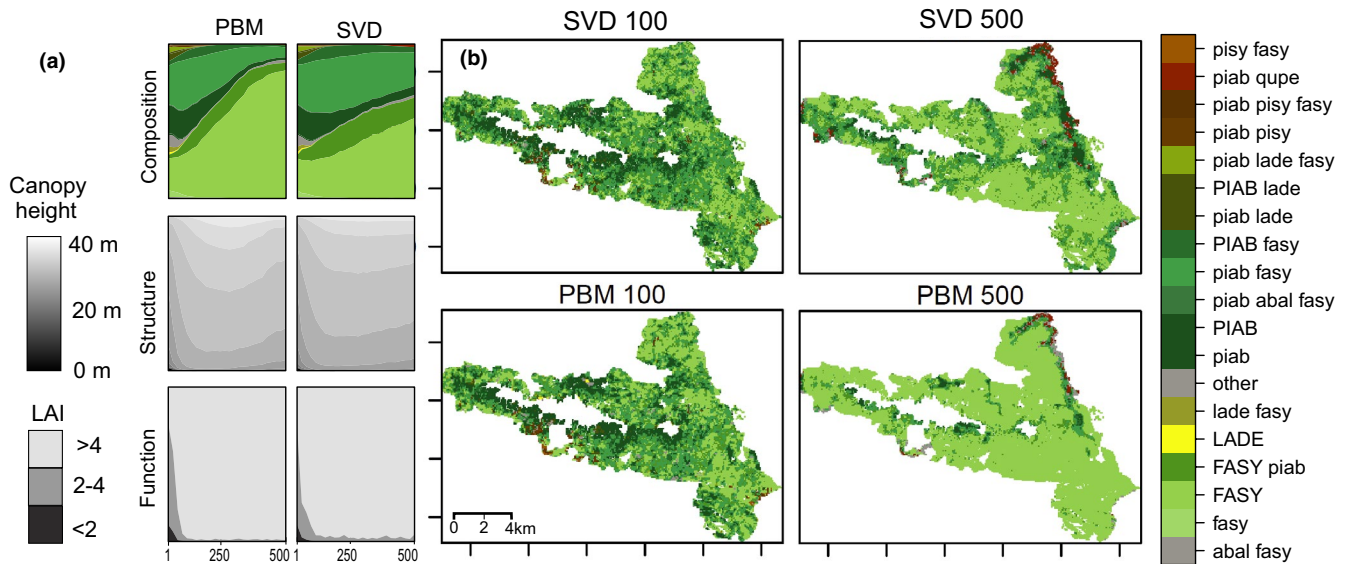 (a)
PBM
SVD
Composition
Canopy
height
40 m
20 m
0 m
Structure
LAI
>4
2-4
<2
Function
1
250
500
1
250
500
(b)
SVD 100
SVD 500
PBM 100
PBM 500
0 2 4km
pisy fasy
piab qupe
piab pisy fasy
piab pisy
piab lade fasy
PIAB lade
piab lade
PIAB fasy
piab fasy
piab abal fasy
PIAB
piab
other
lade fasy
LADE
FASY piab
FASY
fasy
abal fasy